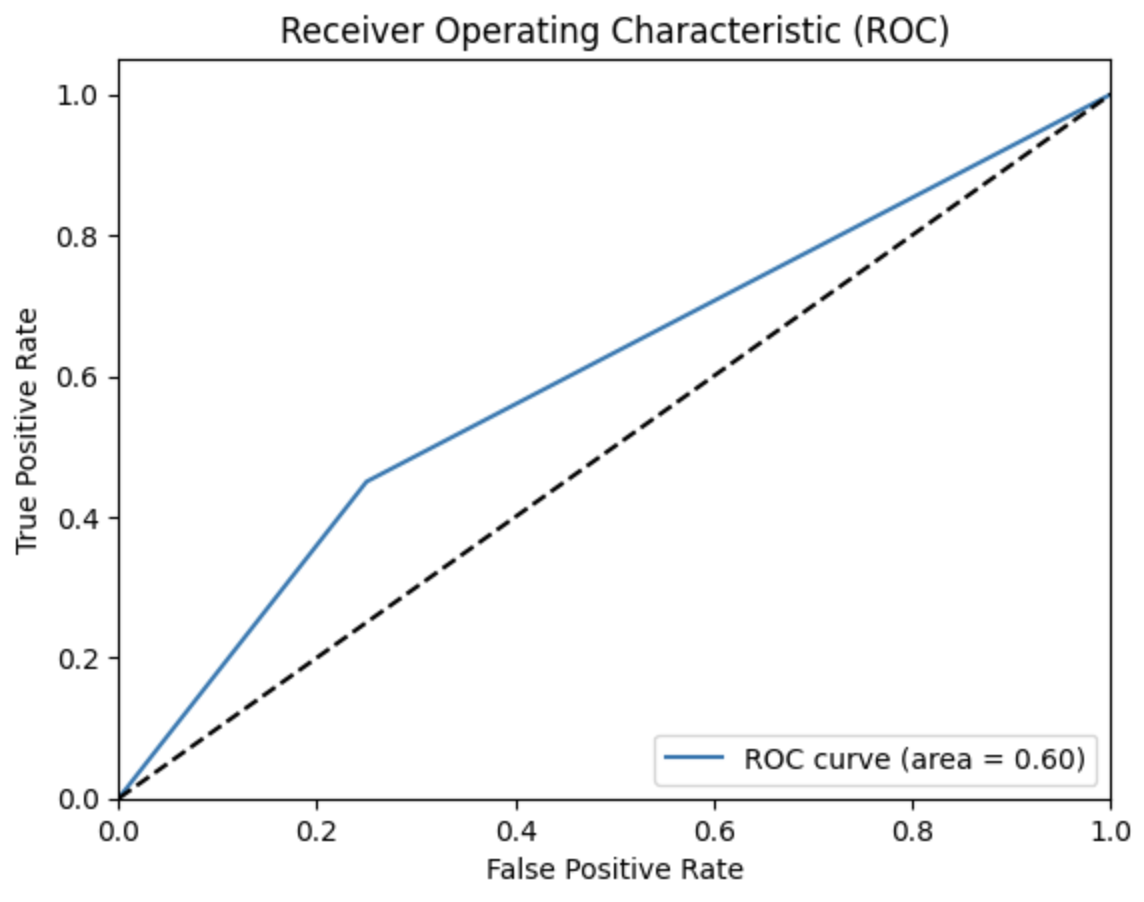 Receiver Operating Characteristic (ROC)
True Positive Rate
1.0
0.8
0.6
0.4
0.2
0.0
ROC curve (area = 0.60)
0.0 0.2 0.4 0.6 0.8 1.0
False Positive Rate